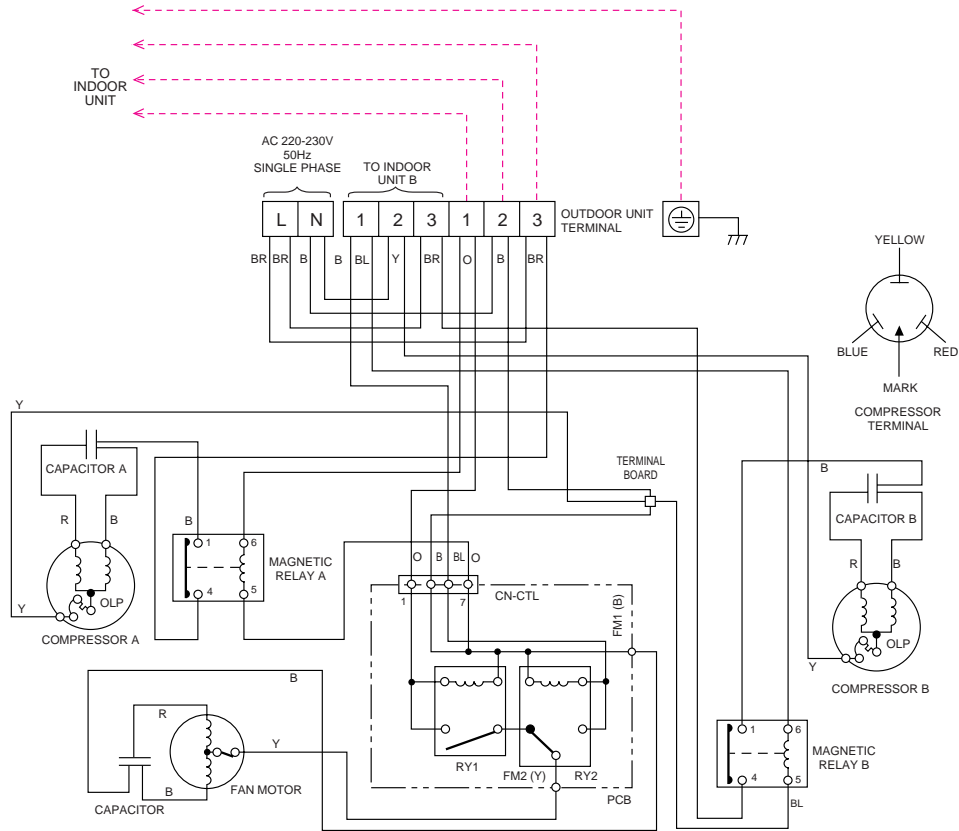 TO
INDOOR
UNIT
AC 220-230V
50Hz
SINGLE PHASE
TO INDOOR
UNIT B
L N 1 2 3 1 2 3
OUTDOOR UNIT
TERMINAL
BR BR B B BL Y BR O B BR
YELLOW
BLUE
RED
MARK
COMPRESSOR
TERMINAL
Y
CAPACITOR A
R B
OLP
Y
COMPRESSOR A
B
1 6
4 5
MAGNETIC
RELAY A
TERMINAL
BOARD
B
CAPACITOR B
R B
OLP
Y
COMPRESSOR B
O B BL O
1 7
CN-CTL
FM1 (B)
RY1
FM2 (Y)
RY2
PCB
B
R
Y
B
CAPACITOR
FAN MOTOR
1 6
4 5
MAGNETIC
RELAY B
BL